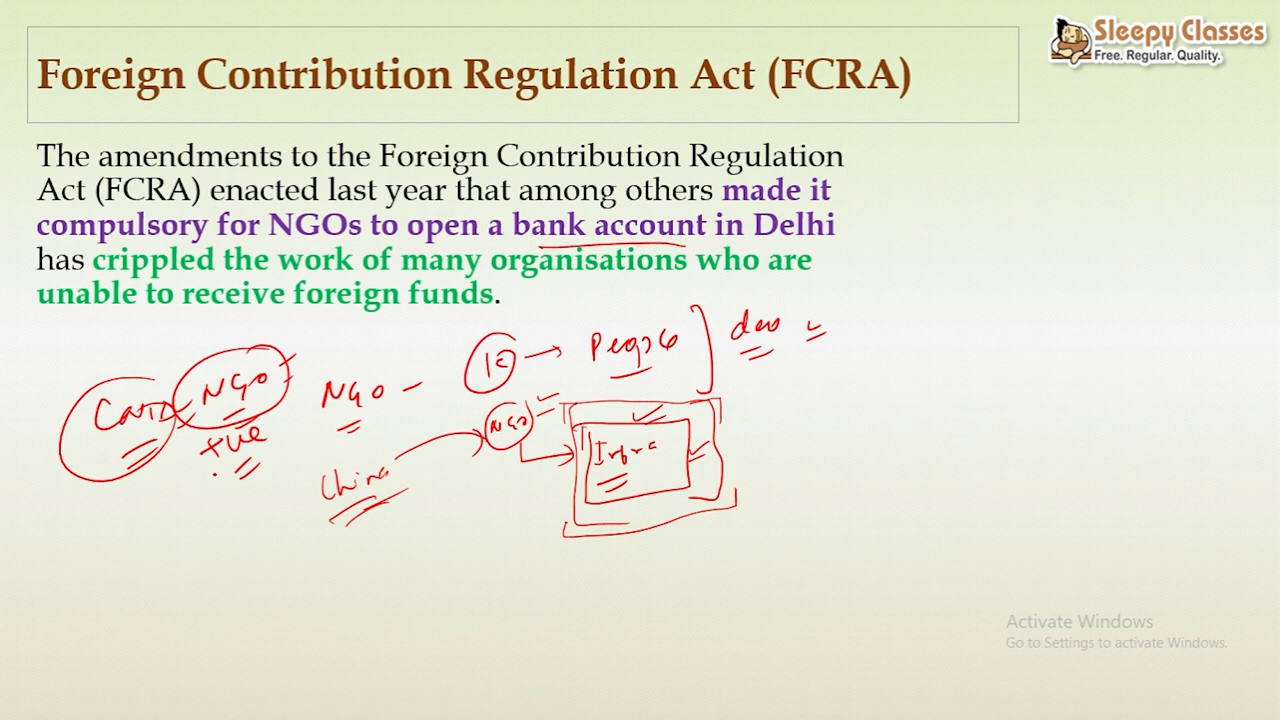 Sleepy Classes
Free. Regular. Quality.
Foreign Contribution Regulation Act (FCRA)
The amendments to the Foreign Contribution Regulation
Act (FCRA) enacted last year that among others made it
compulsory for NGOs to open a bank account in Delhi
has crippled the work of many organisations who are
unable to receive foreign funds.
NGO
NGO -
NGO
+ve
China
Infra
Activate Windows
Go to Settings to activate Windows.